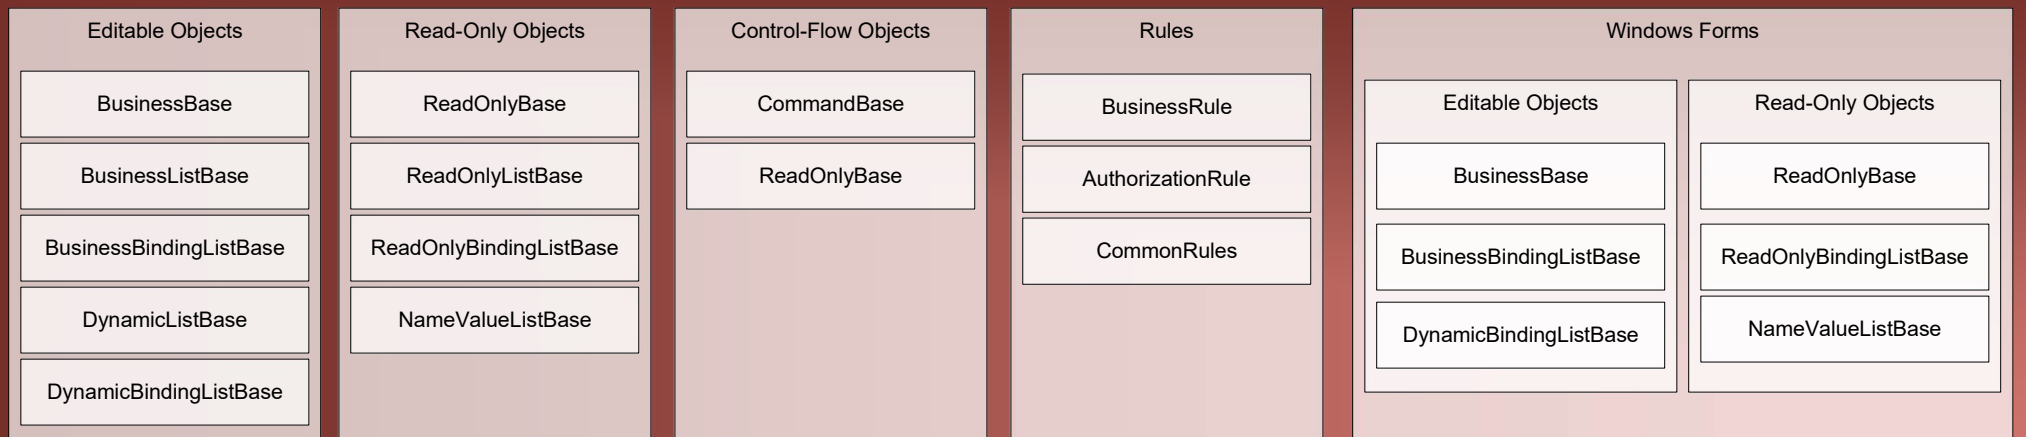 Editable Objects
BusinessBase
BusinessListBase
BusinessBindingListBase
DynamicListBase
DynamicBindingListBase
Read-Only Objects
ReadOnlyBase
ReadOnlyListBase
ReadOnlyBindingListBase
NameValueListBase
Control-Flow Objects
CommandBase
ReadOnlyBase
Rules
BusinessRule
AuthorizationRule
CommonRules
Windows Forms
Editable Objects
BusinessBase
BusinessBindingListBase
DynamicBindingListBase
Read-Only Objects
ReadOnlyBase
ReadOnlyBindingListBase
NameValueListBase